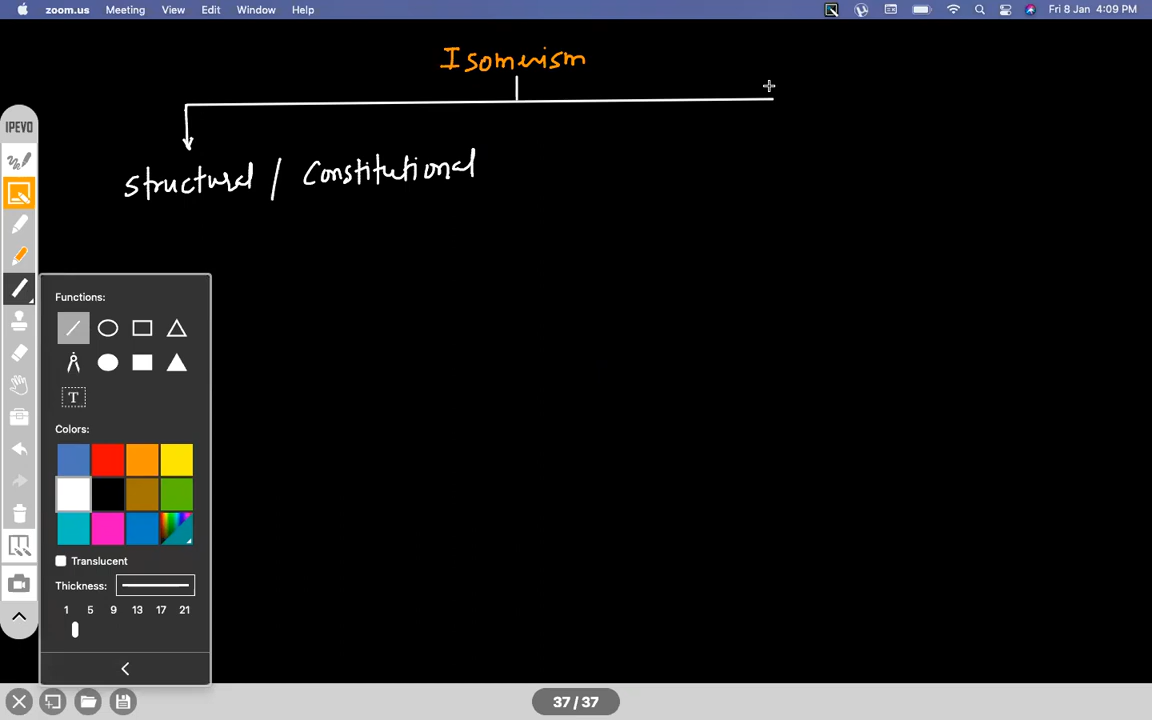 zoom.us Meeting View Edit Window Help Fri 8 Jan 4:09 PM
Isomerism
IPEVO
Structural / Constitutional
Functions:
T
Colors:
Translucent
Thickness:
1 5 9 13 17 21
37 / 37